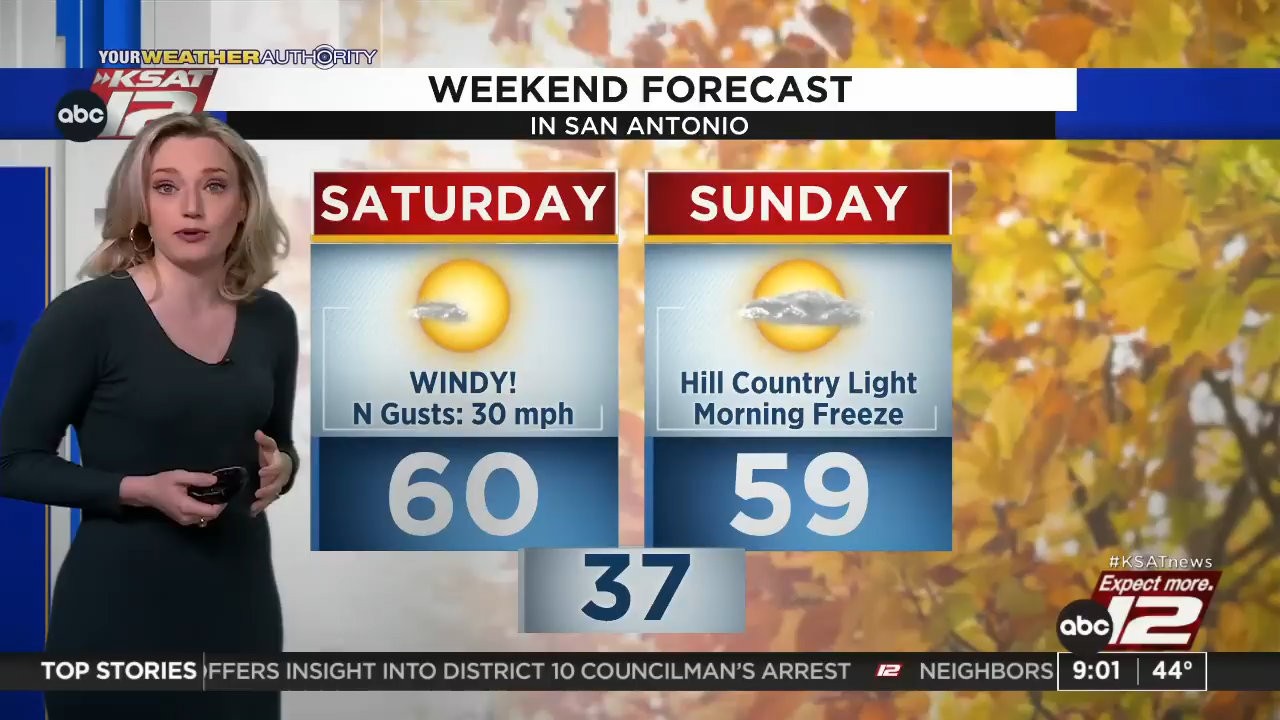 YOUR WEATHER AUTHORITY
KSAT
12
abc
WEEKEND FORECAST
IN SAN ANTONIO
SATURDAY
WINDY!
N Gusts: 30 mph
60
SUNDAY
Hill Country Light
Morning Freeze
59
37
#KSATnews
Expect more.
abc 12
TOP STORIES OFFERS INSIGHT INTO DISTRICT 10 COUNCILMAN'S ARREST 12 NEIGHBORS 9:01 44°